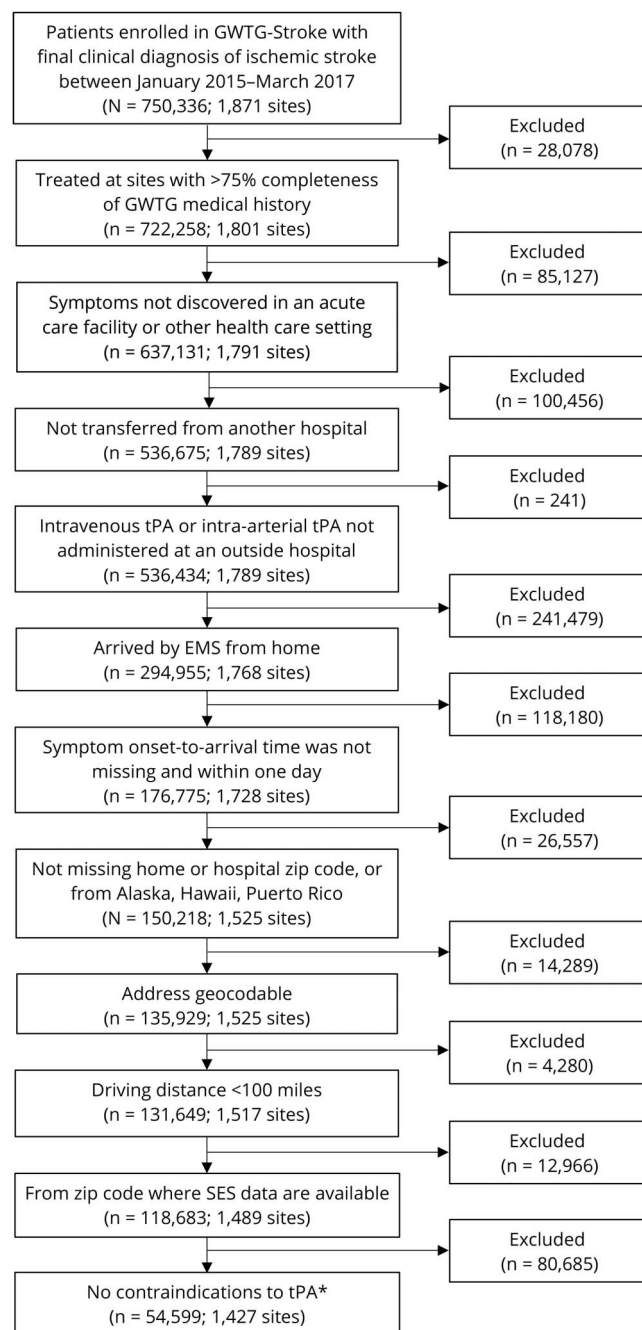 Patients enrolled in GWTG-Stroke with
final clinical diagnosis of ischemic stroke
between January 2015–March 2017
(N = 750,336; 1,871 sites)
Excluded
(n = 28,078)
Treated at sites with >75% completeness
of GWTG medical history
(n = 722,258; 1,801 sites)
Excluded
(n = 85,127)
Symptoms not discovered in an acute
care facility or other health care setting
(n = 637,131; 1,791 sites)
Excluded
(n = 100,456)
Not transferred from another hospital
(n = 536,675; 1,789 sites)
Excluded
(n = 241)
Intravenous tPA or intra-arterial tPA not
administered at an outside hospital
(n = 536,434; 1,789 sites)
Excluded
(n = 241,479)
Arrived by EMS from home
(n = 294,955; 1,768 sites)
Excluded
(n = 118,180)
Symptom onset-to-arrival time was not
missing and within one day
(n = 176,775; 1,728 sites)
Excluded
(n = 26,557)
Not missing home or hospital zip code, or
from Alaska, Hawaii, Puerto Rico
(N = 150,218; 1,525 sites)
Excluded
(n = 14,289)
Address geocodable
(n = 135,929; 1,525 sites)
Excluded
(n = 4,280)
Driving distance <100 miles
(n = 131,649; 1,517 sites)
Excluded
(n = 12,966)
From zip code where SES data are available
(n = 118,683; 1,489 sites)
Excluded
(n = 80,685)
No contraindications to tPA*
(n = 54,599; 1,427 sites)